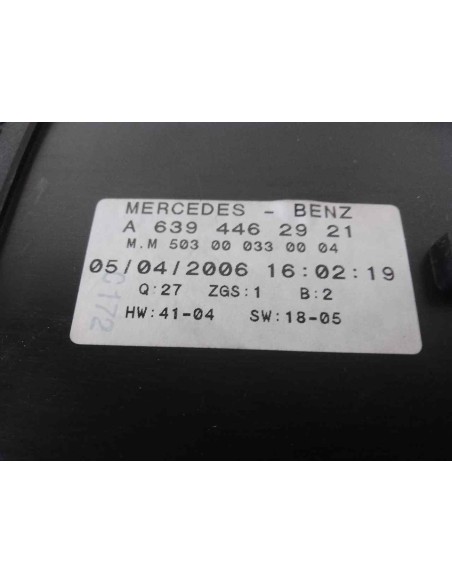 MERCEDES - BENZ
A 639 446 29 21
M.M 503 00 033 00 04
05/04/2006 16:02:19
Q:27 ZGS:1 B:2
HW:41-04 SW:18-05
C172